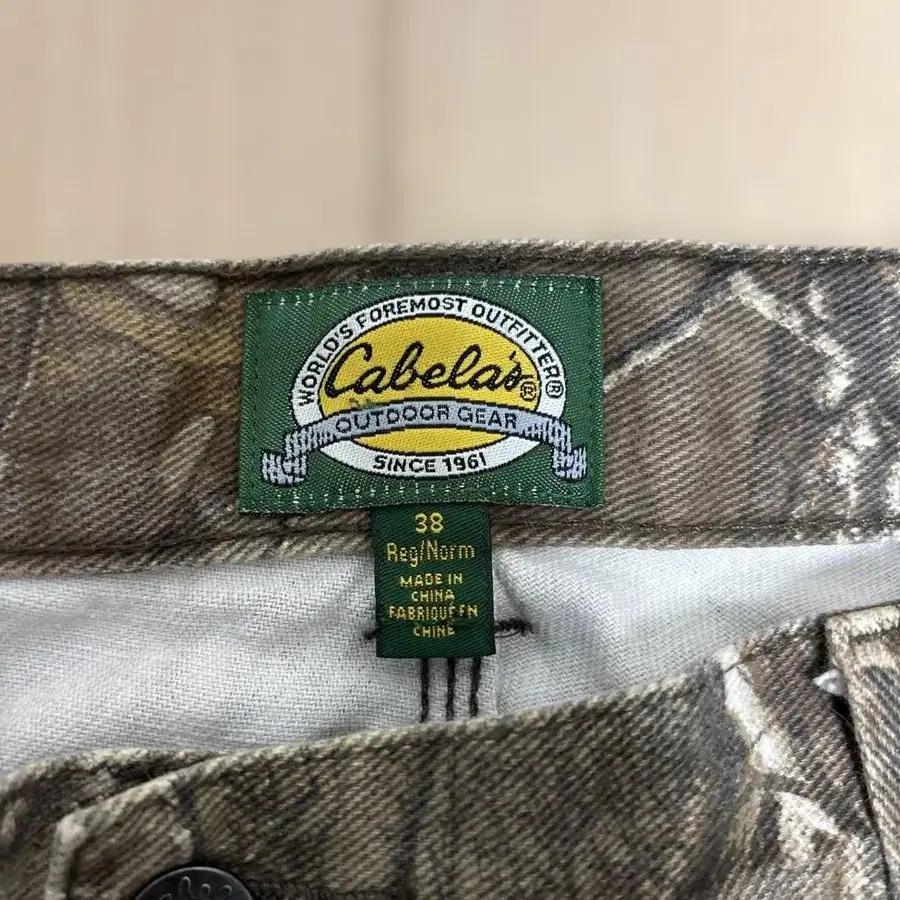 WORLD'S FOREMOST OUTFITTER®
Cabela's®
OUTDOOR GEAR
SINCE 1961
38
Reg/Norm
MADE IN
CHINA
FABRIQUÉ EN
CHINE